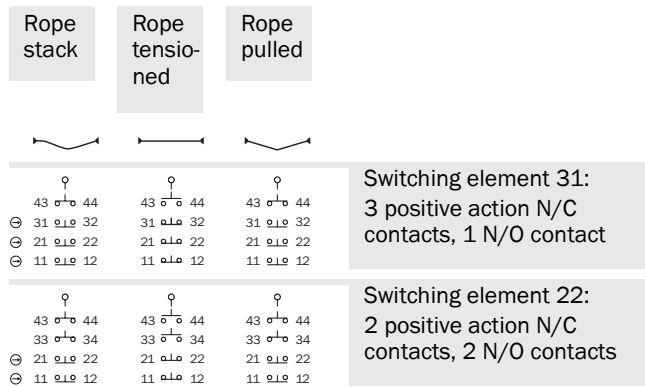 Rope
stack
Rope
tensio-
ned
Rope
pulled
43 44 43 44 43 44
31 32 31 32 31 32
21 22 21 22 21 22
11 12 11 12 11 12
Switching element 31:
3 positive action N/C
contacts, 1 N/O contact
43 44 43 44 43 44
33 34 33 34 33 34
21 22 21 22 21 22
11 12 11 12 11 12
Switching element 22:
2 positive action N/C
contacts, 2 N/O contacts